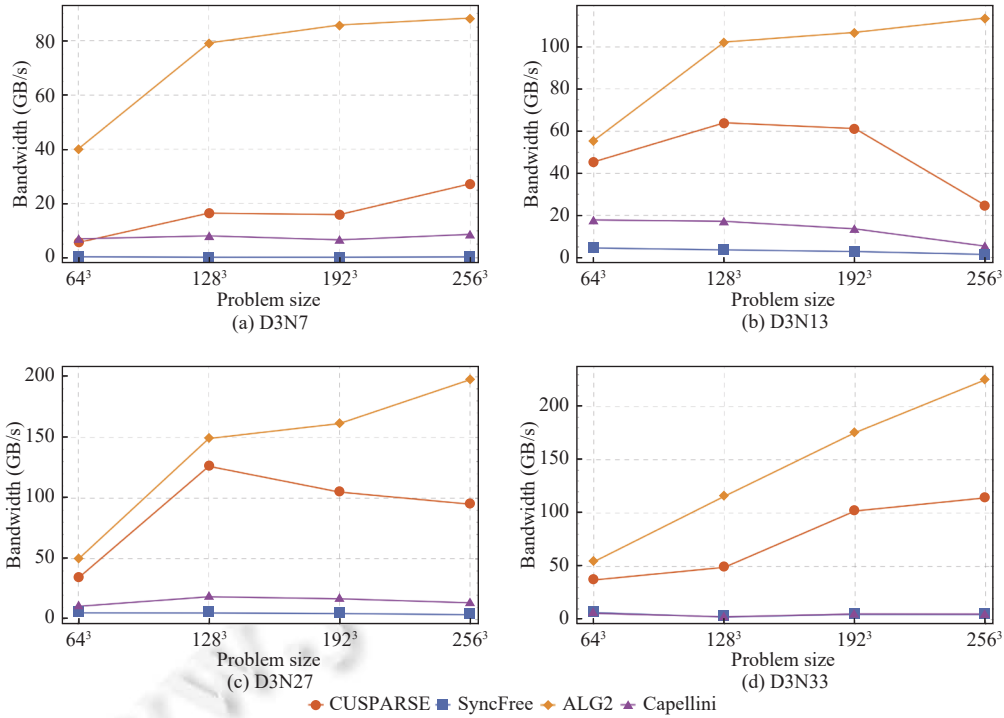 80
60
40
20
0
Bandwidth (GB/s)
64³ 128³ 192³ 256³
Problem size
(a) D3N7
100
80
60
40
20
0
Bandwidth (GB/s)
64³ 128³ 192³ 256³
Problem size
(b) D3N13
200
150
100
50
0
Bandwidth (GB/s)
64³ 128³ 192³ 256³
Problem size
(c) D3N27
200
150
100
50
0
Bandwidth (GB/s)
64³ 128³ 192³ 256³
Problem size
(d) D3N33
CUSPARSE SyncFree ALG2 Capellini